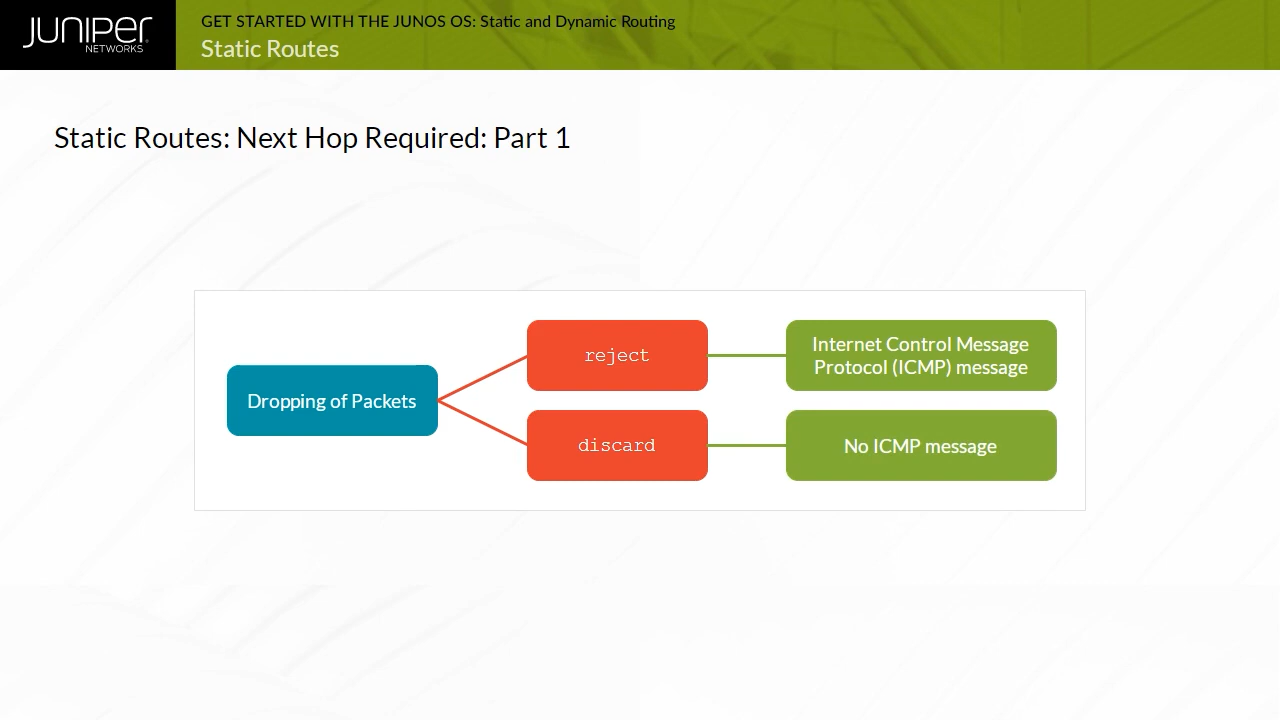 JUNIPER
NETWORKS
GET STARTED WITH THE JUNOS OS: Static and Dynamic Routing
Static Routes
Static Routes: Next Hop Required: Part 1
Dropping of Packets
reject
Internet Control Message
Protocol (ICMP) message
discard
No ICMP message